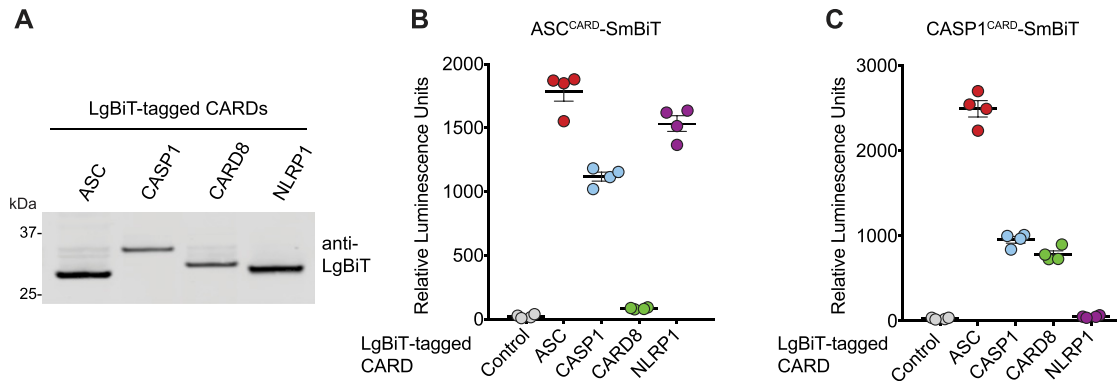 A
LgBiT-tagged CARDs
ASC
CASP1
CARD8
NLRP1
kDa
37-
25-
anti-
LgBiT
B
ASCCARD-SmBiT
Relative Luminescence Units
2000
1500
1000
500
0
LgBiT-tagged
CARD
Control
ASC
CASP1
CARD8
NLRP1
C
CASP1CARD-SmBiT
Relative Luminescence Units
3000
2000
1000
0
LgBiT-tagged
CARD
Control
ASC
CASP1
CARD8
NLRP1